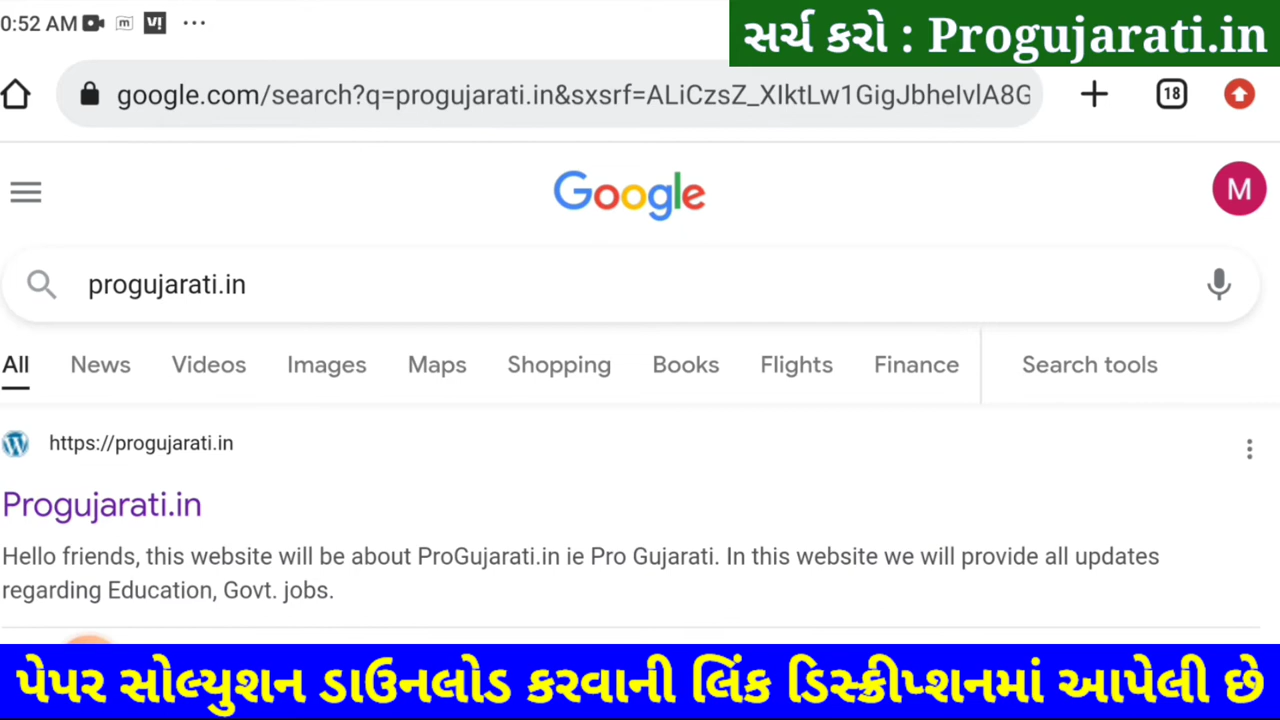 0:52 AM
સર્ચ કરો : Progujarati.in
google.com/search?q=progujarati.in&sxsrf=ALiCzsZ_XIktLw1GigJbheIvlA8G
18
Google
M
progujarati.in
All News Videos Images Maps Shopping Books Flights Finance Search tools
https://progujarati.in
Progujarati.in
Hello friends, this website will be about ProGujarati.in ie Pro Gujarati. In this website we will provide all updates
regarding Education, Govt. jobs.
પેપર સોલ્યુશન ડાઉનલોડ કરવાની લિંક ડિસ્ક્રીપ્શનમાં આપેલી છે